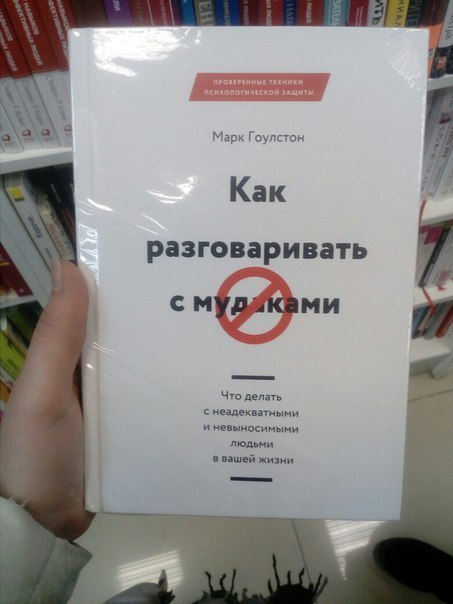 ПРОВЕРЕННЫЕ ТЕХНИКИ
ПСИХОЛОГИЧЕСКОЙ ЗАЩИТЫ
Марк Гоулстон
Как
разговаривать
с мудаками
Что делать
с неадекватными
и невыносимыми
людьми
в вашей жизни